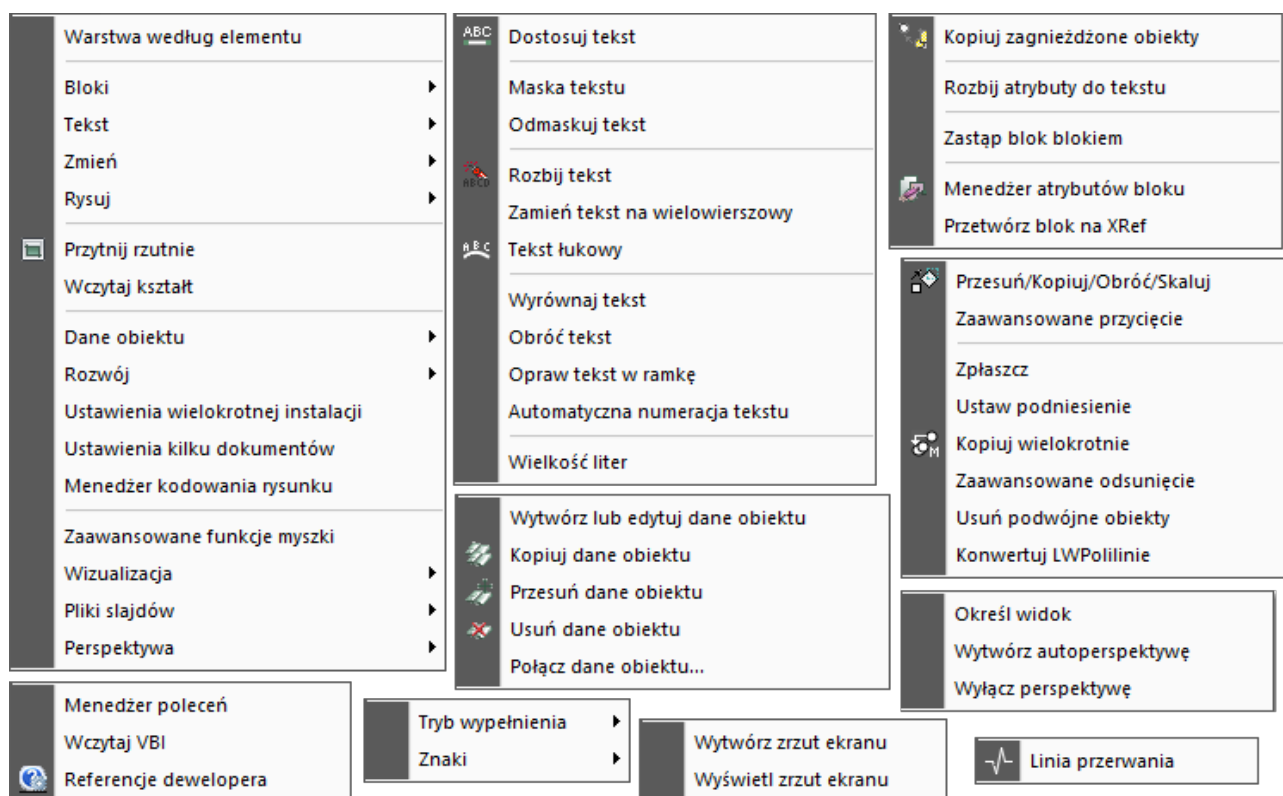 Warstwa według elementu
Bloki
Tekst
Zmień
Rysuj
Przytnij rzutnie
Wczytaj kształt
Dane obiektu
Rozwój
Ustawienia wielokrotnej instalacji
Ustawienia kilku dokumentów
Menedżer kodowania rysunku
Zaawansowane funkcje myszki
Wizualizacja
Pliki slajdów
Perspektywa
ABC
Dostosuj tekst
Maska tekstu
Odmaskuj tekst
ABCD
Rozbij tekst
Zamień tekst na wielowierszowy
ABC
Tekst łukowy
Wyrównaj tekst
Obróć tekst
Opraw tekst w ramkę
Automatyczna numeracja tekstu
Wielkość liter
Kopiuj zagnieżdżone obiekty
Rozbij atrybuty do tekstu
Zastąp blok blokiem
Menedżer atrybutów bloku
Przetwórz blok na XRef
Przesuń/Kopiuj/Obróć/Skaluj
Zaawansowane przycięcie
Zpłaszcz
Ustaw podniesienie
M
Kopiuj wielokrotnie
Zaawansowane odsunięcie
Usuń podwójne obiekty
Konwertuj LWPolilinie
Wytwórz lub edytuj dane obiektu
Kopiuj dane obiektu
Przesuń dane obiektu
Usuń dane obiektu
Połącz dane obiektu...
Określ widok
Wytwórz autoperspektywę
Wyłącz perspektywę
Menedżer poleceń
Wczytaj VBI
Referencje dewelopera
Tryb wypełnienia
Znaki
Wytwórz zrzut ekranu
Wyświetl zrzut ekranu
Linia przerwania